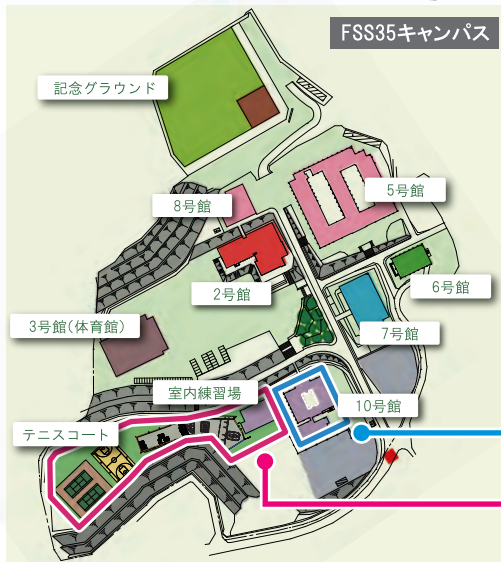 FSS35キャンパス
記念グラウンド
5号館
8号館
6号館
2号館
3号館(体育館)
7号館
室内練習場
10号館
テニスコート